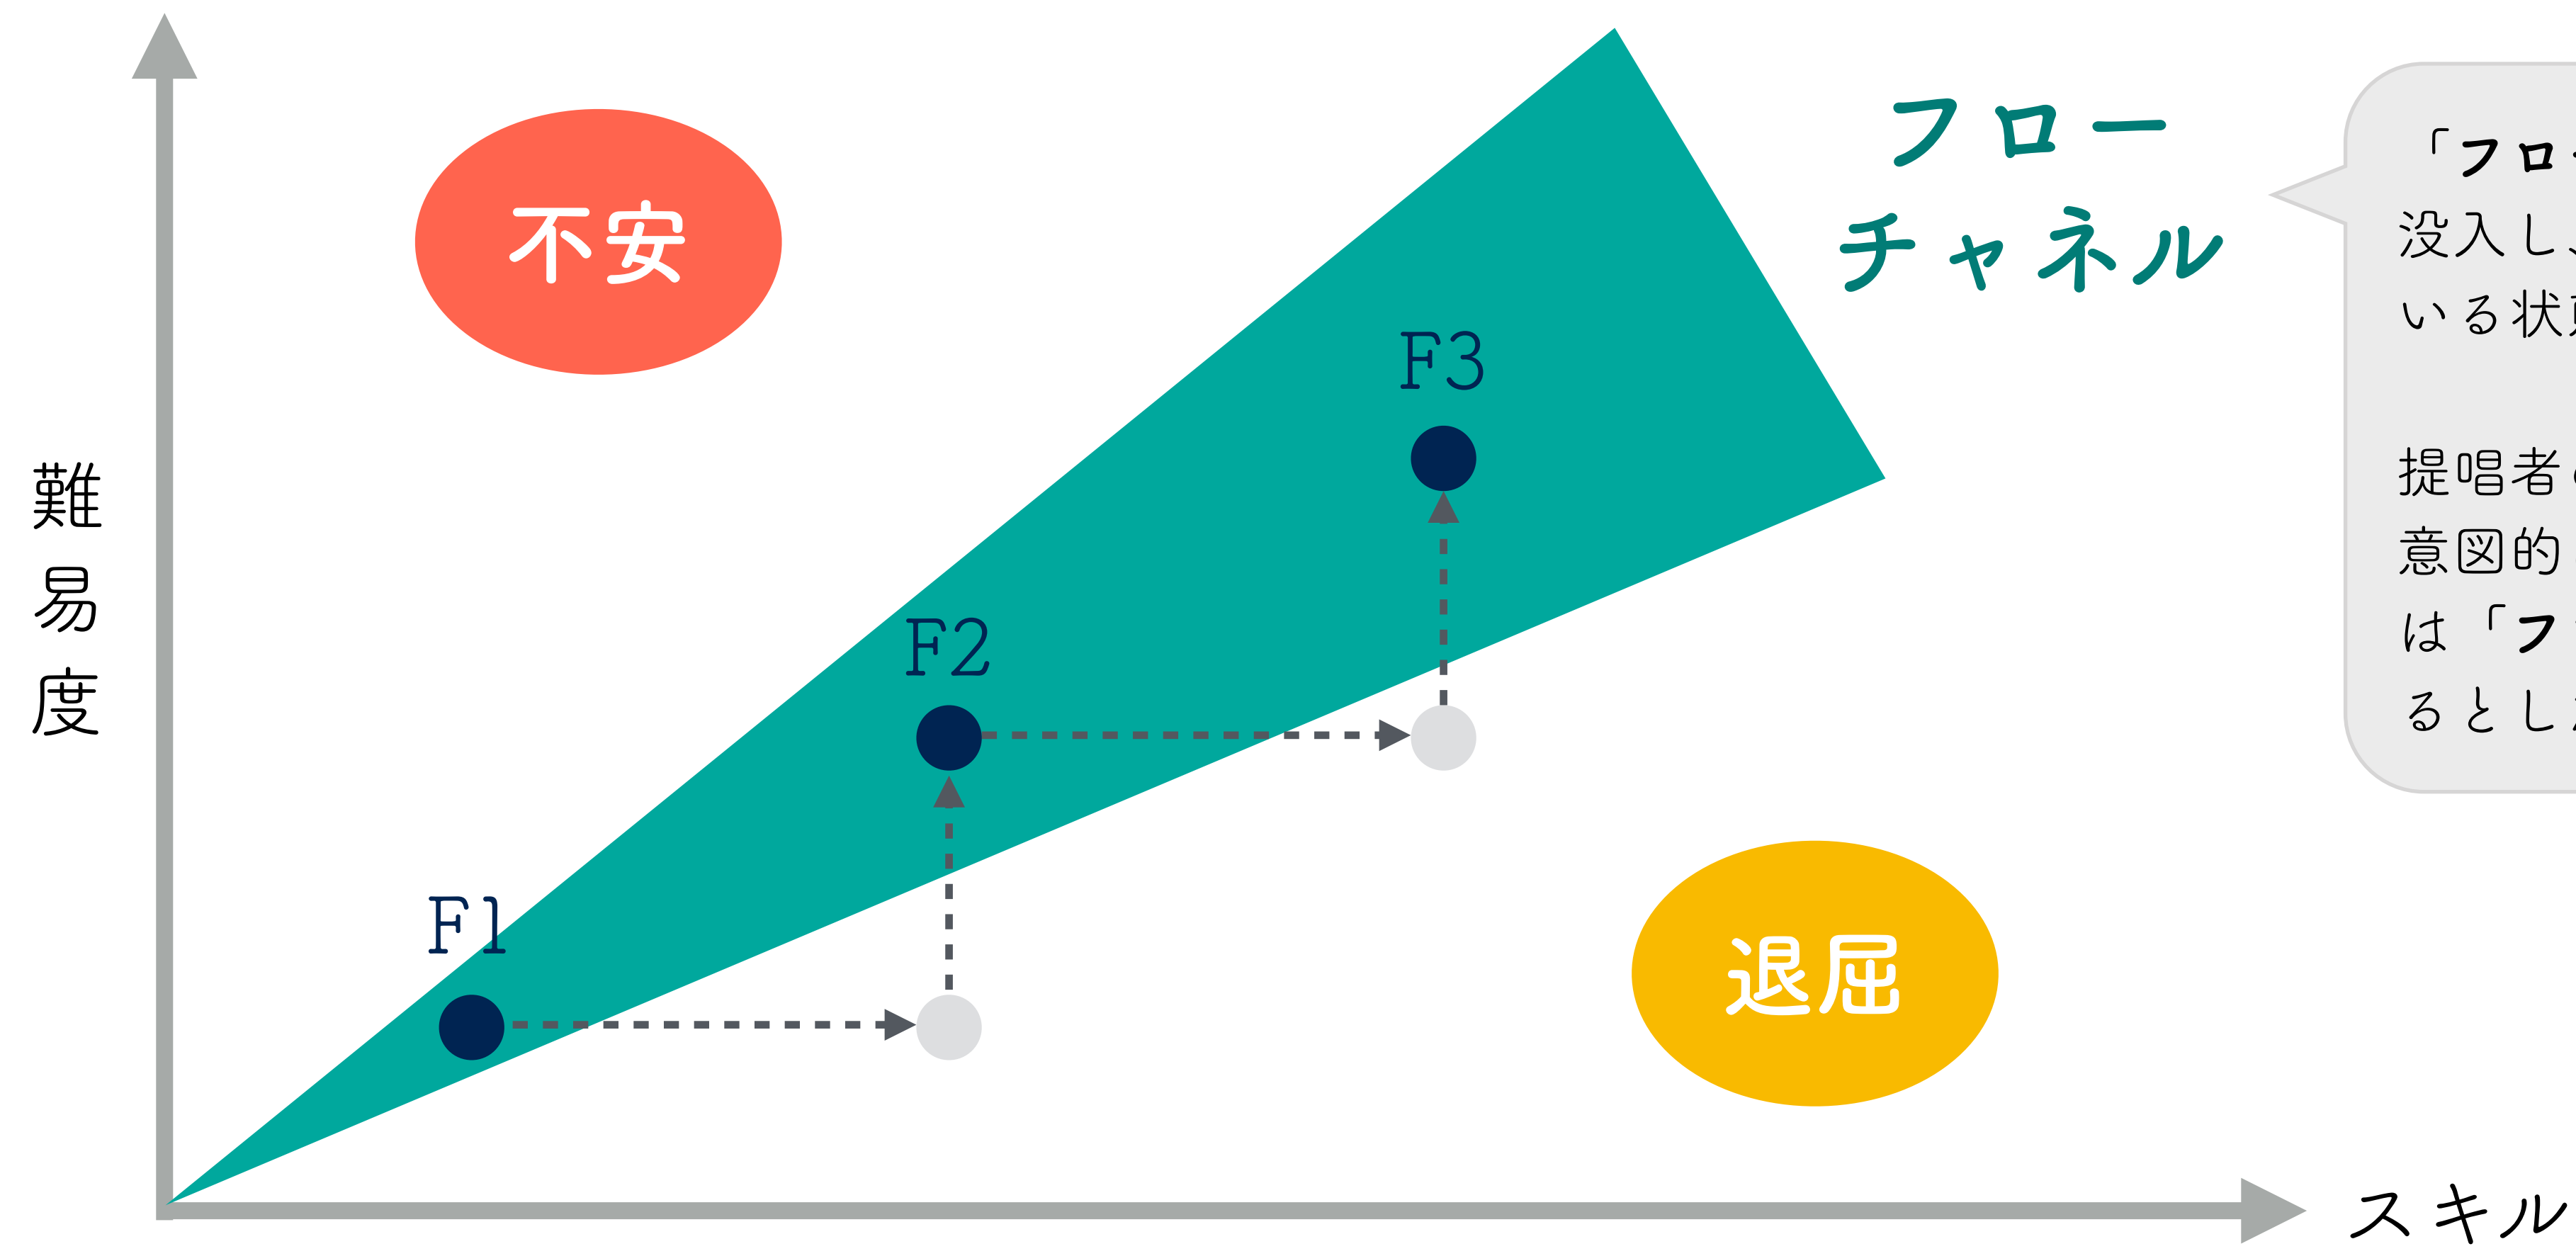 難易度
不安
フロー
チャネル
F3
F2
F1
退屈
スキル
「フロー
没入し、
いる状
提唱者
意図的
は「フ
るとし